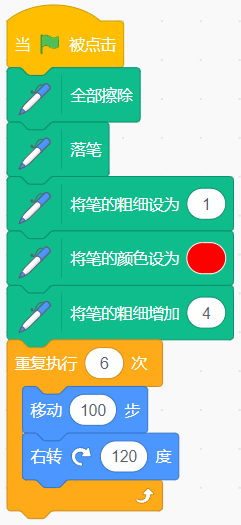 当 被点击
全部擦除
落笔
将笔的粗细设为 1
将笔的颜色设为
将笔的粗细增加 4
重复执行 6 次
移动 100 步
右转 120 度